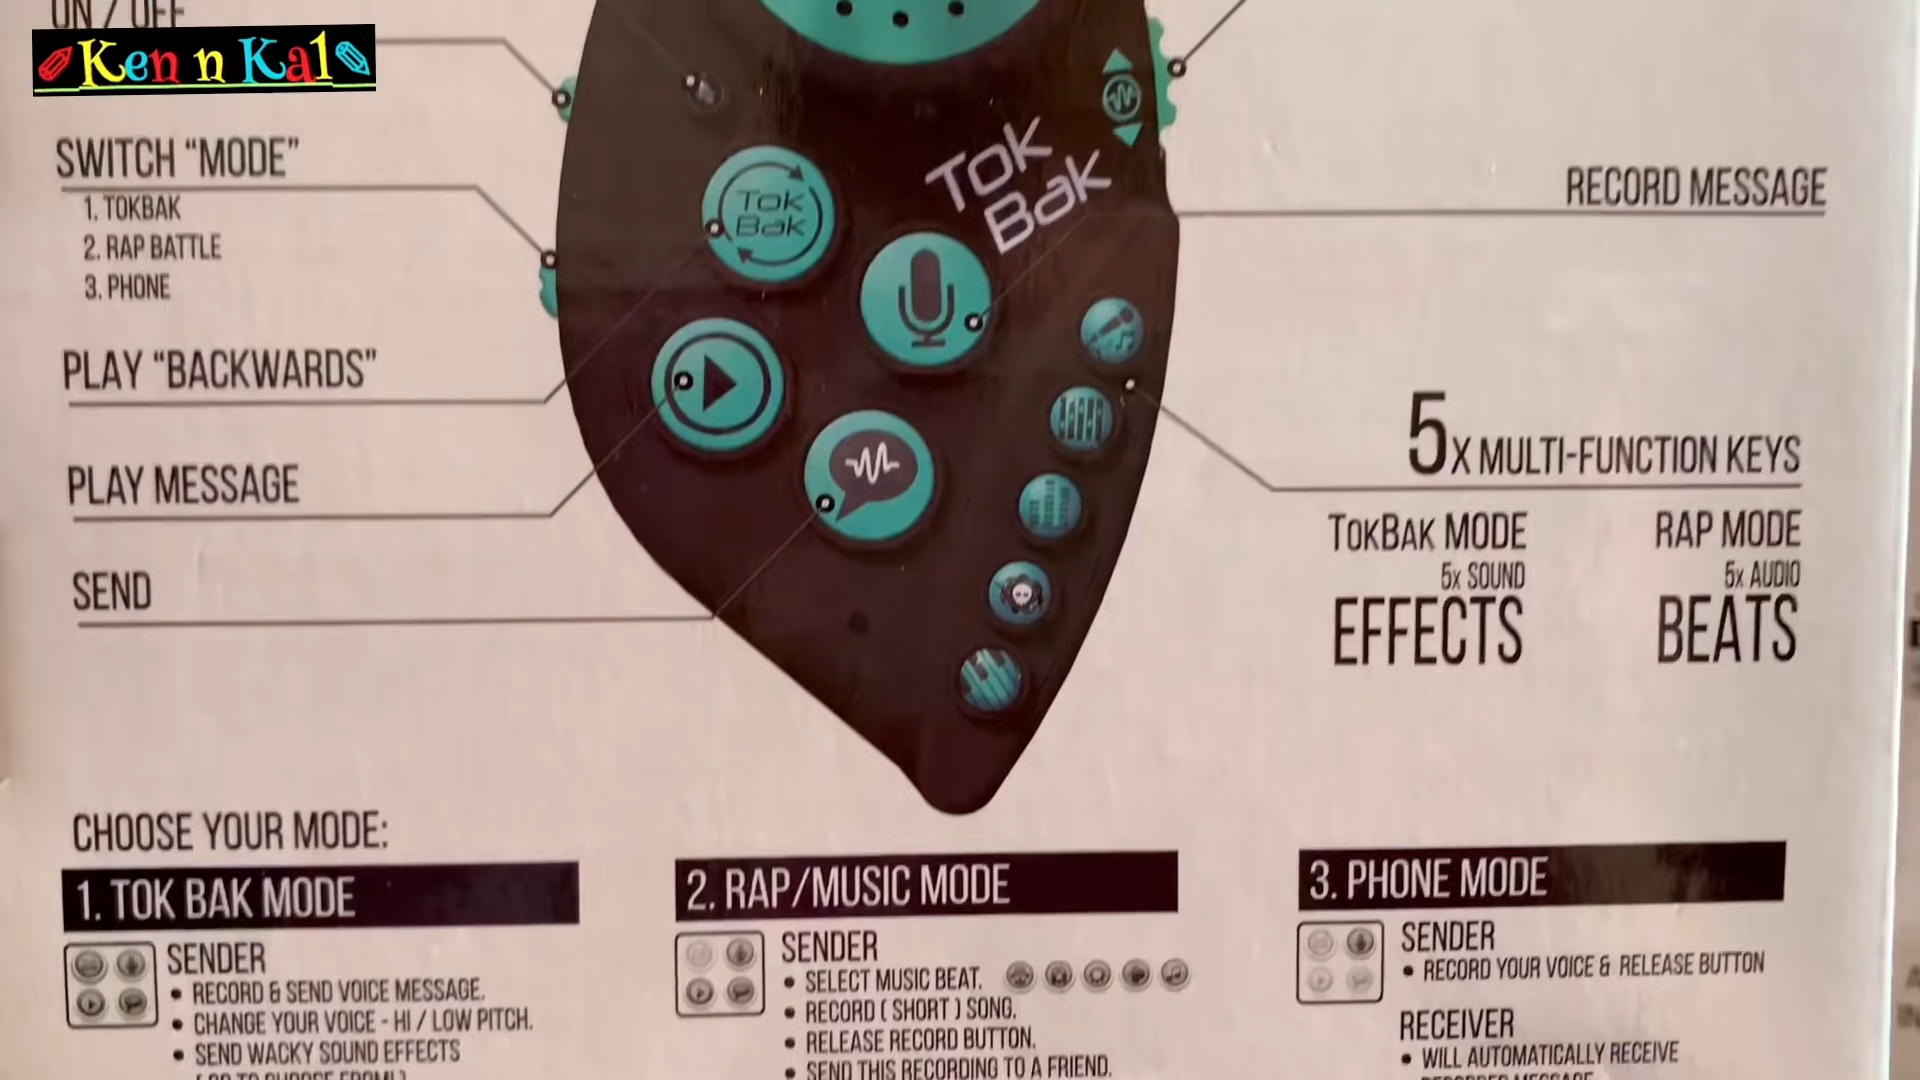 ON / OFF
Ken n Kal
SWITCH “MODE”
1. TOKBAK
2. RAP BATTLE
3. PHONE
PLAY “BACKWARDS”
PLAY MESSAGE
SEND
Tok
Bak
Tok
Bak
RECORD MESSAGE
5X MULTI-FUNCTION KEYS
TOKBAK MODE
5x SOUND
EFFECTS
RAP MODE
5x AUDIO
BEATS
CHOOSE YOUR MODE:
1. TOK BAK MODE
SENDER
• RECORD & SEND VOICE MESSAGE.
• CHANGE YOUR VOICE - HI / LOW PITCH.
• SEND WACKY SOUND EFFECTS
2. RAP/MUSIC MODE
SENDER
• SELECT MUSIC BEAT.
• RECORD ( SHORT ) SONG.
• RELEASE RECORD BUTTON.
• SEND THIS RECORDING TO A FRIEND.
3. PHONE MODE
SENDER
• RECORD YOUR VOICE & RELEASE BUTTON
RECEIVER
• WILL AUTOMATICALLY RECEIVE